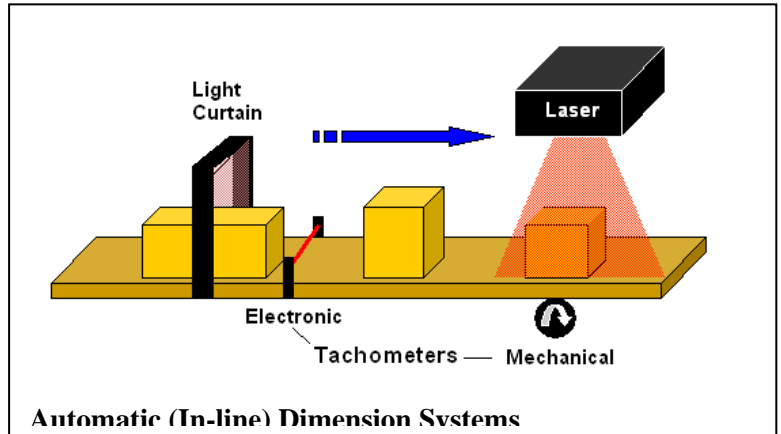 Light
Curtain
Laser
Electronic
Tachometers
Mechanical
Automatic (In-line) Dimension Systems